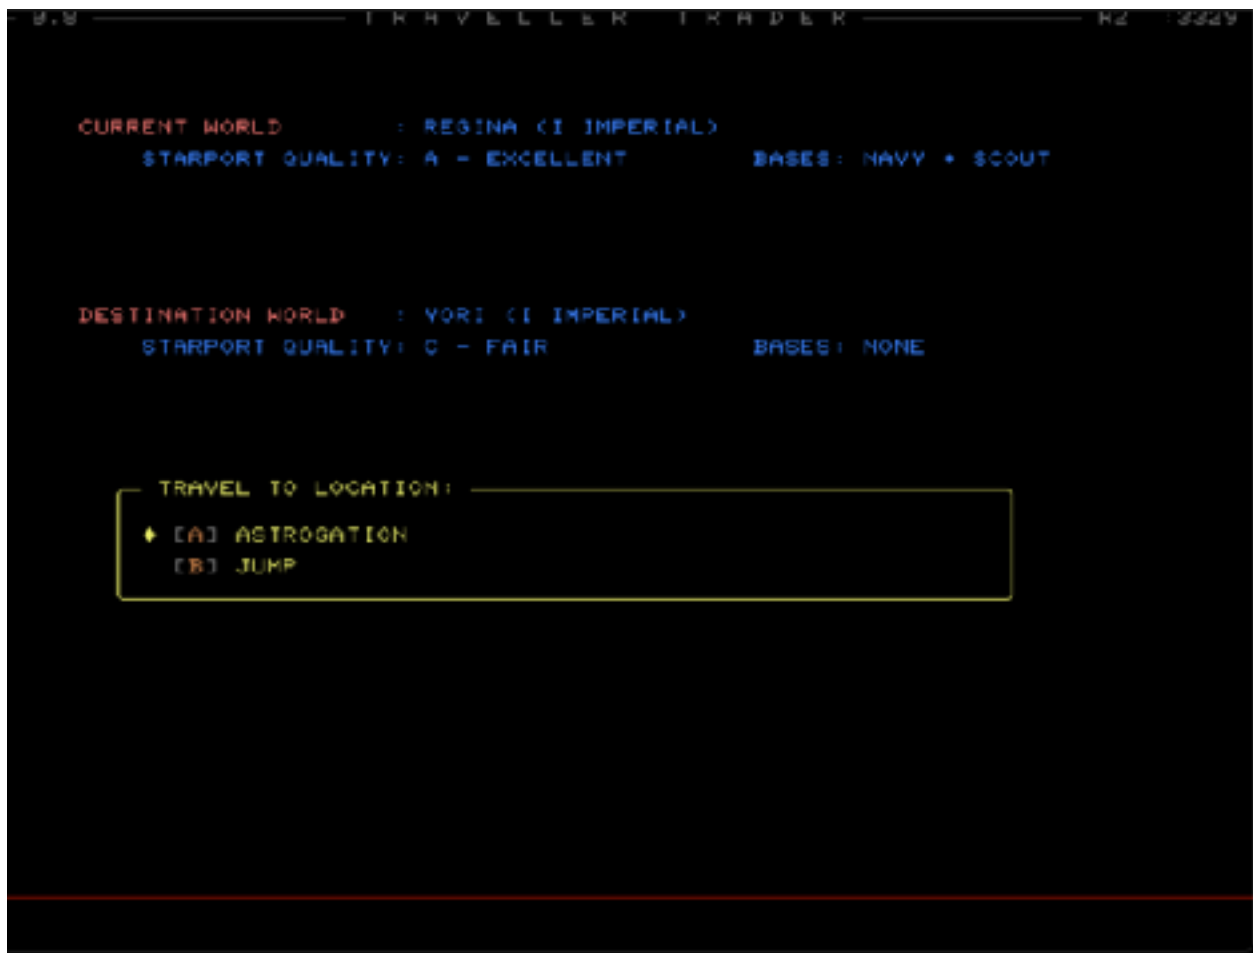 T R A V E L L E R   T R A D E R :3329
CURRENT WORLD : REGINA (I IMPERIAL)
STARPORT QUALITY: A - EXCELLENT BASES: NAVY + SCOUT
DESTINATION WORLD : YORI (I IMPERIAL)
STARPORT QUALITY: C - FAIR BASES: NONE
TRAVEL TO LOCATION:
[A] ASTROGATION
[B] JUMP